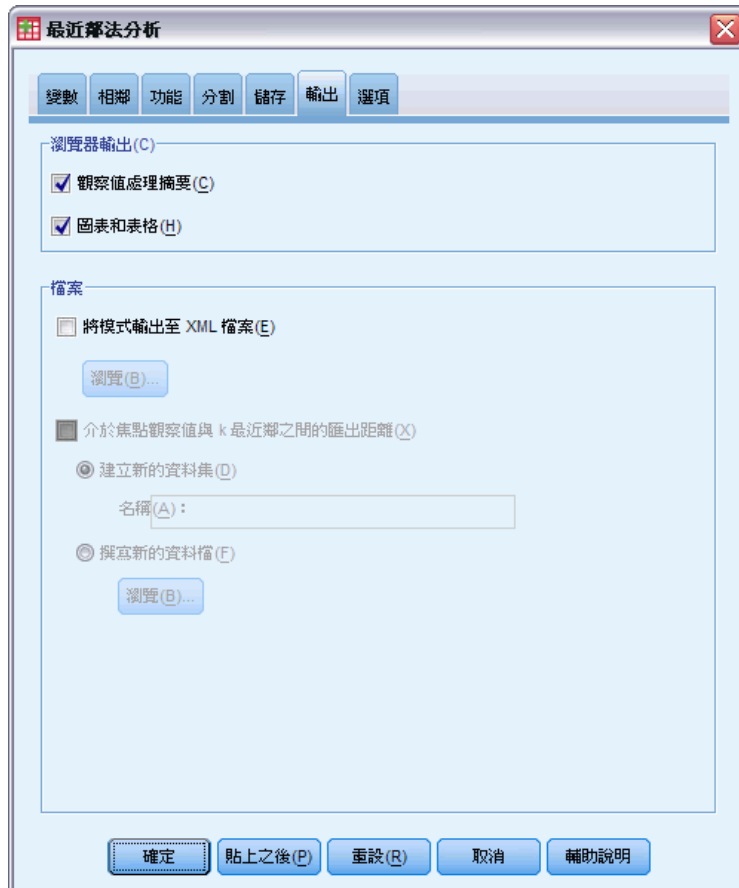 最近鄰法分析
變數 相鄰 功能 分割 儲存 輸出 選項
瀏覽器輸出(C)
觀察值處理摘要(C)
圖表和表格(H)
檔案
將模式輸出至 XML 檔案(E)
瀏覽(B)...
介於焦點觀察值與 k 最近鄰之間的匯出距離(X)
建立新的資料集(D)
名稱(A)：
撰寫新的資料檔(F)
瀏覽(B)...
確定 貼上之後(P) 重設(R) 取消 輔助說明